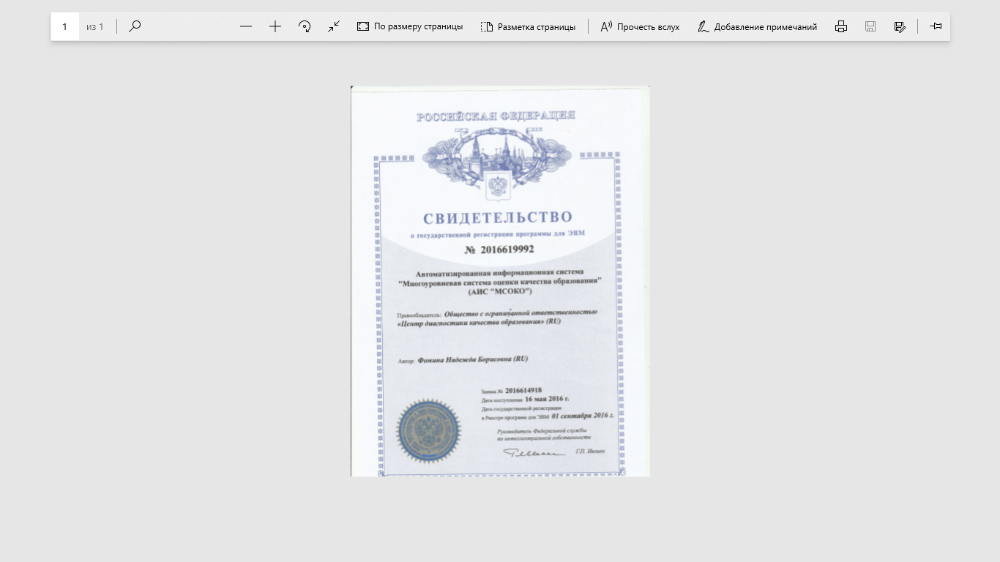 1 из 1 По размеру страницы Разметка страницы Прочесть вслух Добавление примечаний
РОССИЙСКАЯ ФЕДЕРАЦИЯ
СВИДЕТЕЛЬСТВО
о государственной регистрации программы для ЭВМ
№ 2016619992
Автоматизированная информационная система
"Многоуровневая система оценки качества образования"
(АИС "МСОКО")
Правообладатель: Общество с ограниченной ответственностью
«Центр диагностики качества образования» (RU)
Автор: Фомина Надежда Борисовна (RU)
Заявка № 2016614918
Дата поступления 16 мая 2016 г.
Дата государственной регистрации
в Реестре программ для ЭВМ 01 сентября 2016 г.
Руководитель Федеральной службы
по интеллектуальной собственности
Г.П. Ивлиев